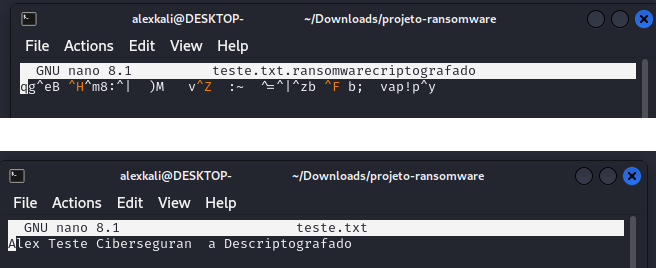 alexkali@DESKTOP- ~/Downloads/projeto-ransomware
File Actions Edit View Help
GNU nano 8.1 teste.txt.ransomwarecriptografado
qg^eB ^H^m8:^| )M v^Z :~ ^=^|^zb ^F b; vap!p^y
alexkali@DESKTOP- ~/Downloads/projeto-ransomware
File Actions Edit View Help
GNU nano 8.1 teste.txt
Alex Teste Ciberseguran a Descriptografado